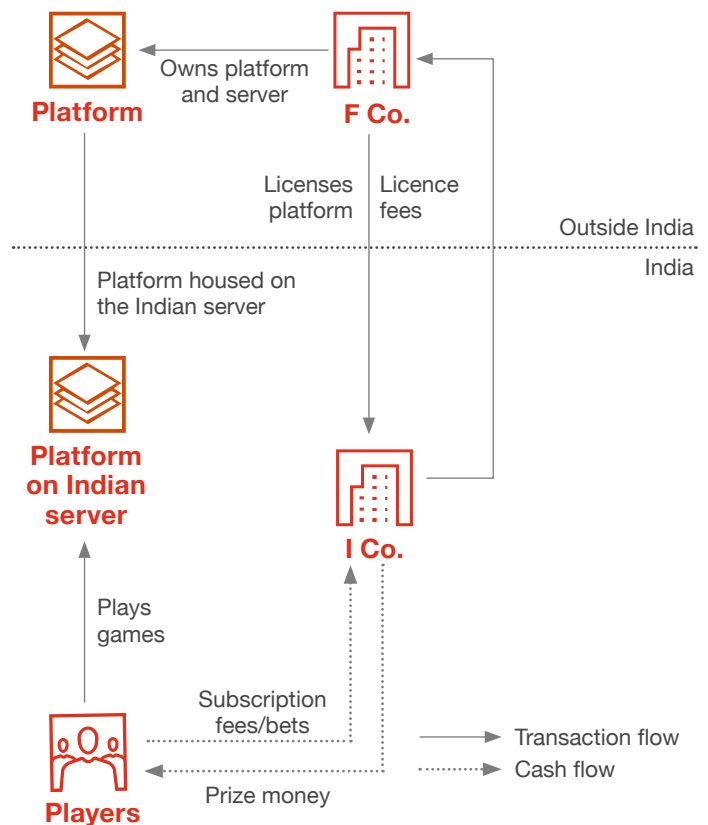 Owns platform
and server
Platform
F Co.
Licenses
platform
Licence
fees
Outside India
India
Platform housed on
the Indian server
Platform
on Indian
server
I Co.
Plays
games
Subscription
fees/bets
Transaction flow
Cash flow
Prize money
Players